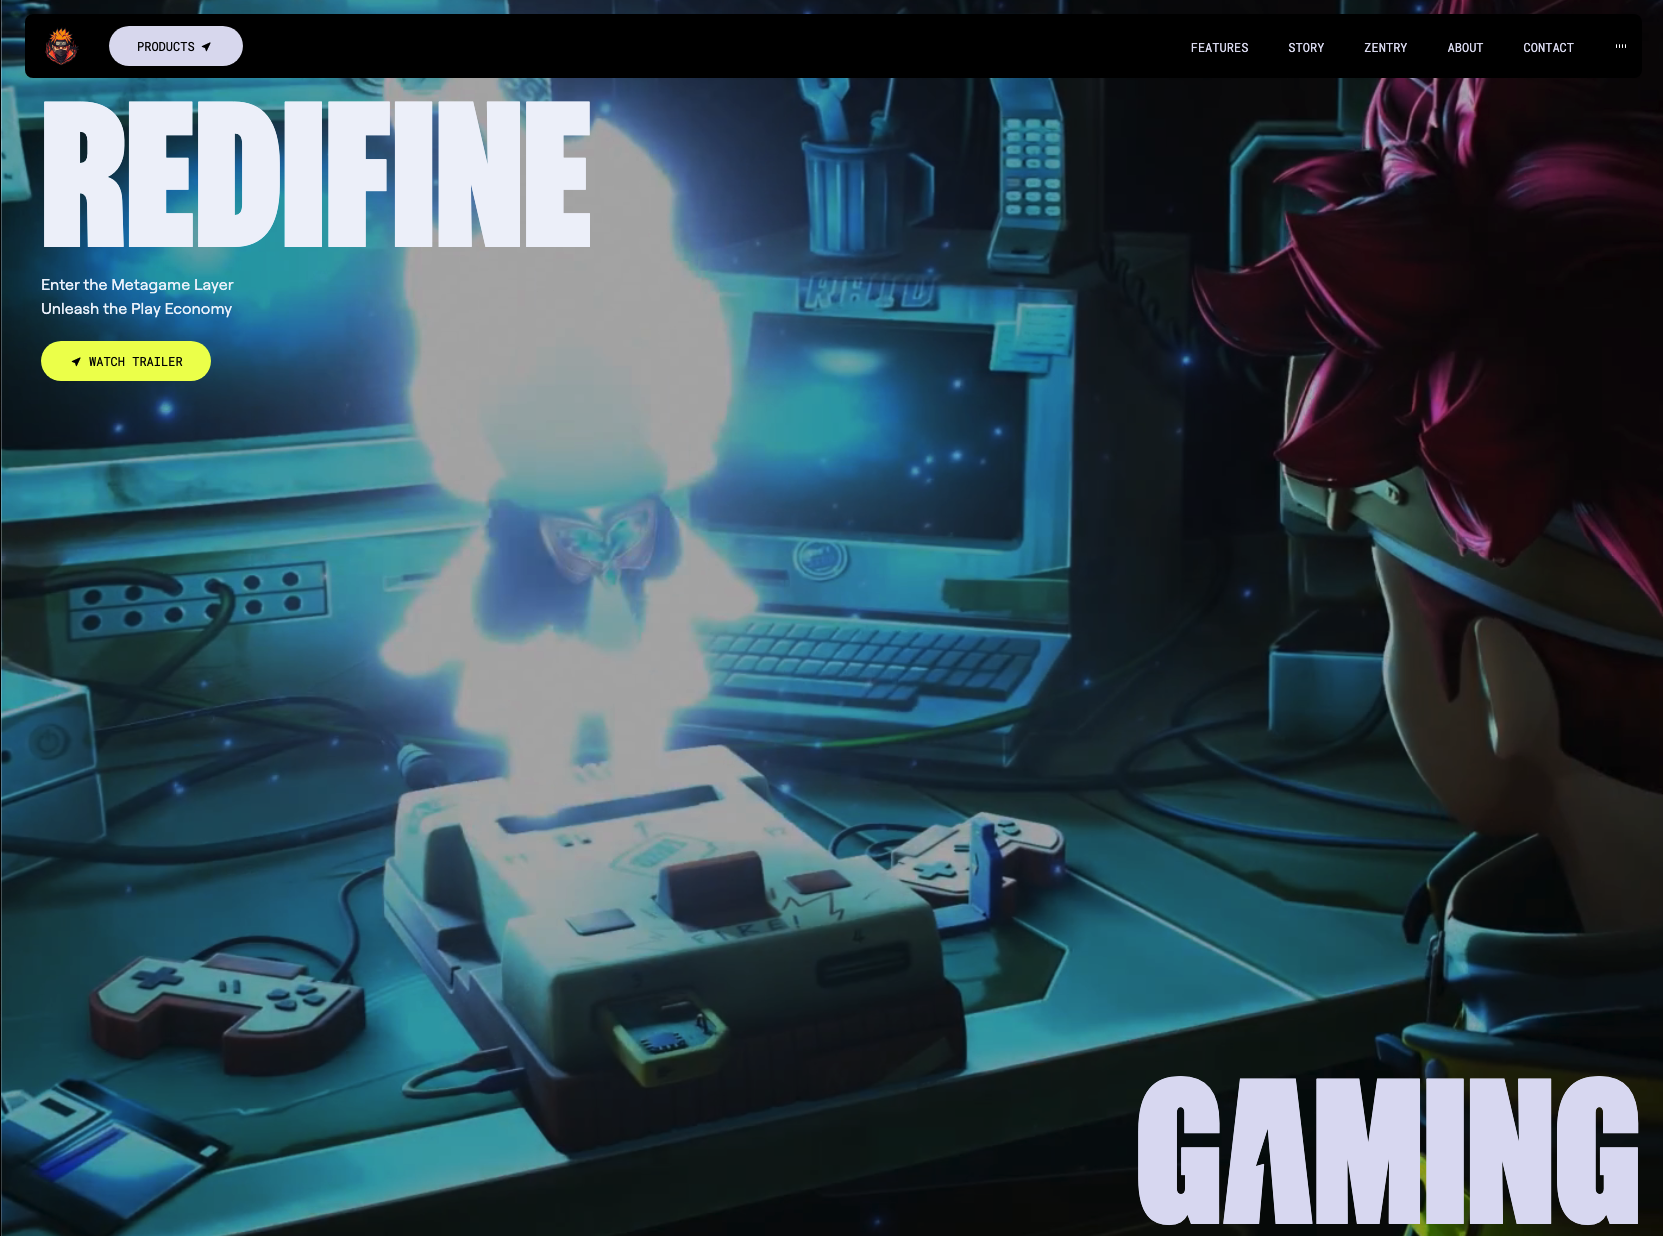 PRODUCTS
FEATURES
STORY
ZENTRY
ABOUT
CONTACT
REDIFINE
Enter the Metagame Layer
Unleash the Play Economy
WATCH TRAILER
GAMING